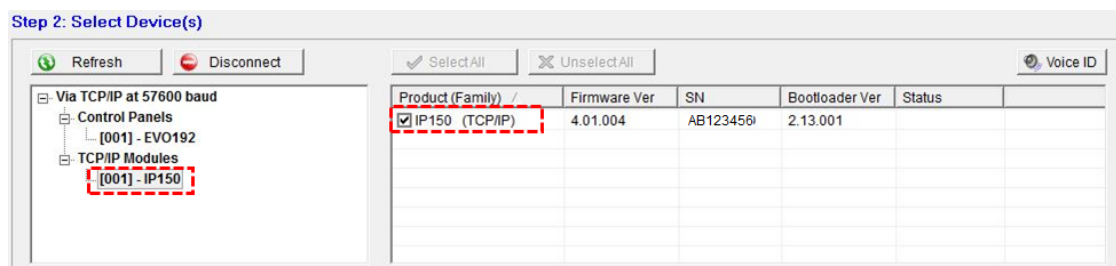 Step 2: Select Device(s)
Refresh Disconnect Select All Unselect All Voice ID
Via TCP/IP at 57600 baud
Control Panels
[001] - EVO192
TCP/IP Modules
[001] - IP150
Product (Family) Firmware Ver SN Bootloader Ver Status
IP150 (TCP/IP) 4.01.004 AB123456 2.13.001